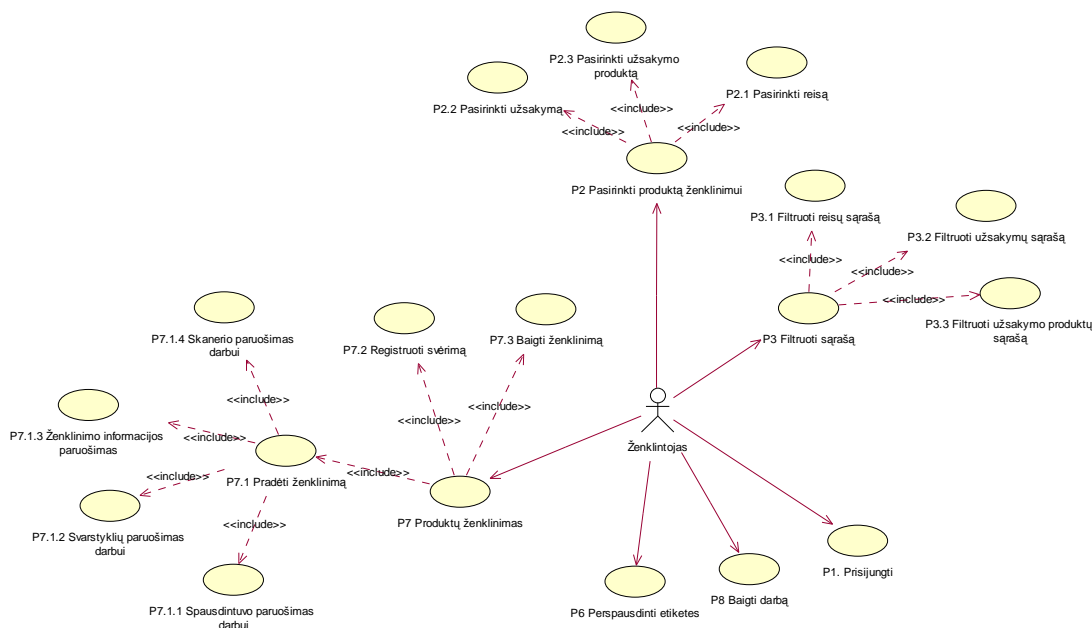 P2.3 Pasirinkti užsakymo
produktą
P2.2 Pasirinkti užsakymą
P2.1 Pasirinkti reisą
<<include>>
<<include>>
<<include>>
P2 Pasirinkti produktą ženklinimui
P3.1 Filtruoti reisų sąrašą
P3.2 Filtruoti užsakymų sąrašą
<<include>>
<<include>>
<<include>>
P3.3 Filtruoti užsakymo produktų
sąrašą
P3 Filtruoti sąrašą
P7.1.4 Skanerio paruošimas
darbui
P7.2 Registruoti svėrimą
P7.3 Baigti ženklinimą
<<include>>
<<include>>
<<include>>
P7.1.3 Ženklinimo informacijos
paruošimas
<<include>>
Ženklintojas
P7.1 Pradėti ženklinimą
<<include>>
<<include>>
P7 Produktų ženklinimas
<<include>>
P7.1.2 Svarstyklių paruošimas
darbui
P7.1.1 Spausdintuvo paruošimas
darbui
P6 Perspausdinti etiketes
P8 Baigti darbą
P1. Prisijungti